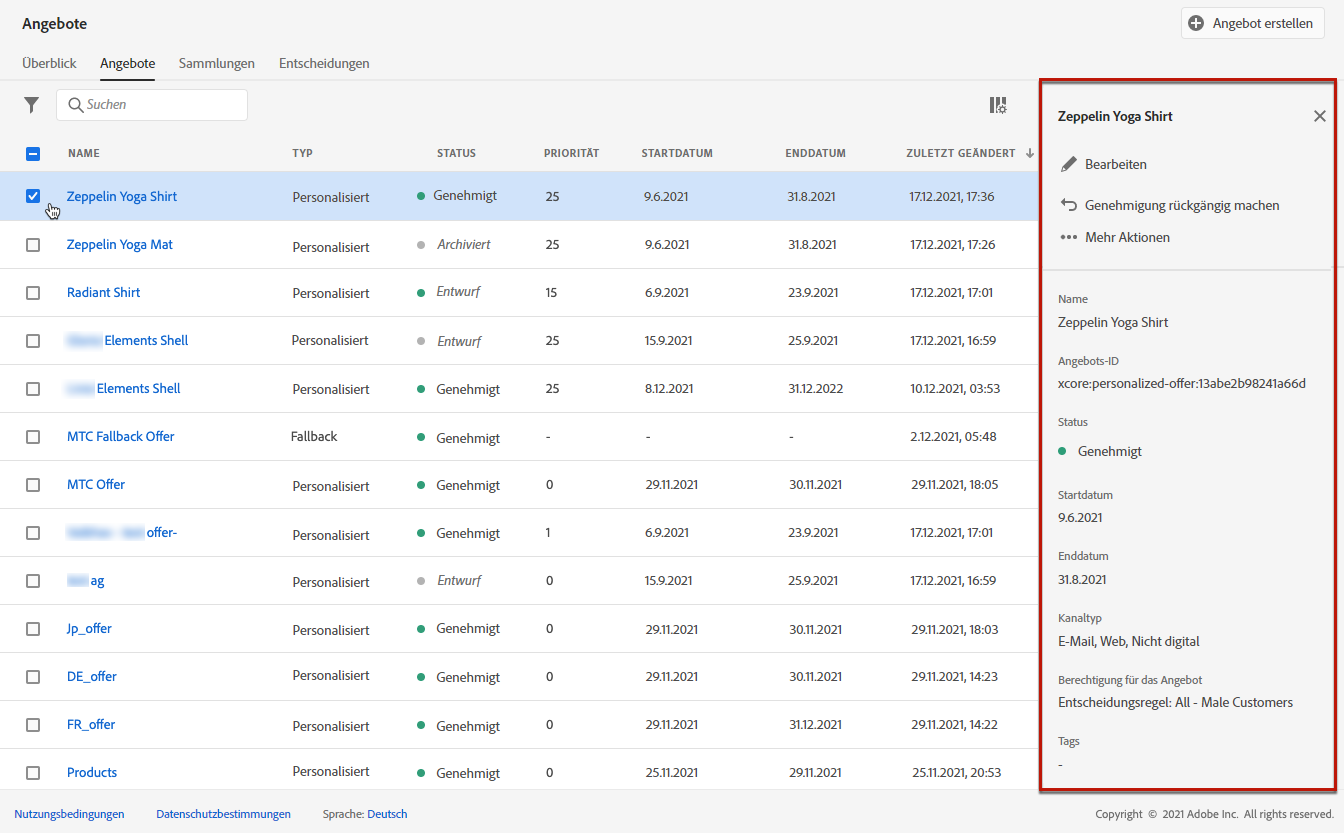 Angebote
Angebot erstellen
Überblick Angebote Sammlungen Entscheidungen
Suchen
NAME TYP STATUS PRIORITÄT STARTDATUM ENDDATUM ZULETZT GEÄNDERT
Zeppelin Yoga Shirt Personalisiert Genehmigt 25 9.6.2021 31.8.2021 17.12.2021, 17:36
Zeppelin Yoga Mat Personalisiert Archiviert 25 9.6.2021 31.8.2021 17.12.2021, 17:26
Radiant Shirt Personalisiert Entwurf 15 6.9.2021 23.9.2021 17.12.2021, 17:01
Elements Shell Personalisiert Entwurf 25 15.9.2021 25.9.2021 17.12.2021, 16:59
Elements Shell Personalisiert Genehmigt 25 8.12.2021 31.12.2022 10.12.2021, 03:53
MTC Fallback Offer Fallback Genehmigt - - - 2.12.2021, 05:48
MTC Offer Personalisiert Genehmigt 0 29.11.2021 30.11.2021 29.11.2021, 18:05
offer- Personalisiert Genehmigt 1 6.9.2021 23.9.2021 17.12.2021, 17:01
ag Personalisiert Entwurf 0 15.9.2021 25.9.2021 17.12.2021, 16:59
Jp_offer Personalisiert Genehmigt 0 29.11.2021 30.11.2021 29.11.2021, 18:03
DE_offer Personalisiert Genehmigt 0 29.11.2021 30.11.2021 29.11.2021, 14:23
FR_offer Personalisiert Genehmigt 0 29.11.2021 31.12.2021 29.11.2021, 14:22
Products Personalisiert Genehmigt 0 25.11.2021 29.11.2021 25.11.2021, 20:53
Zeppelin Yoga Shirt
Bearbeiten
Genehmigung rückgängig machen
Mehr Aktionen
Name
Zeppelin Yoga Shirt
Angebots-ID
xcore:personalized-offer:13abe2b98241a66d
Status
Genehmigt
Startdatum
9.6.2021
Enddatum
31.8.2021
Kanaltyp
E-Mail, Web, Nicht digital
Berechtigung für das Angebot
Entscheidungsregel: All - Male Customers
Tags
-
Nutzungsbedingungen Datenschutzbestimmungen Sprache: Deutsch Copyright © 2021 Adobe Inc. All rights reserved.